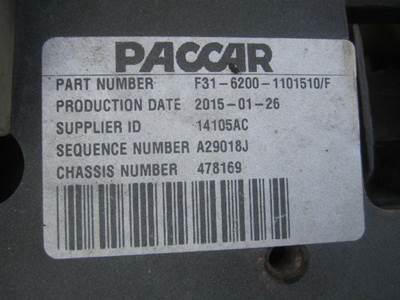 PACCAR
PART NUMBER F31-6200-1101510/F
PRODUCTION DATE 2015-01-26
SUPPLIER ID 14105AC
SEQUENCE NUMBER A29018J
CHASSIS NUMBER 478169